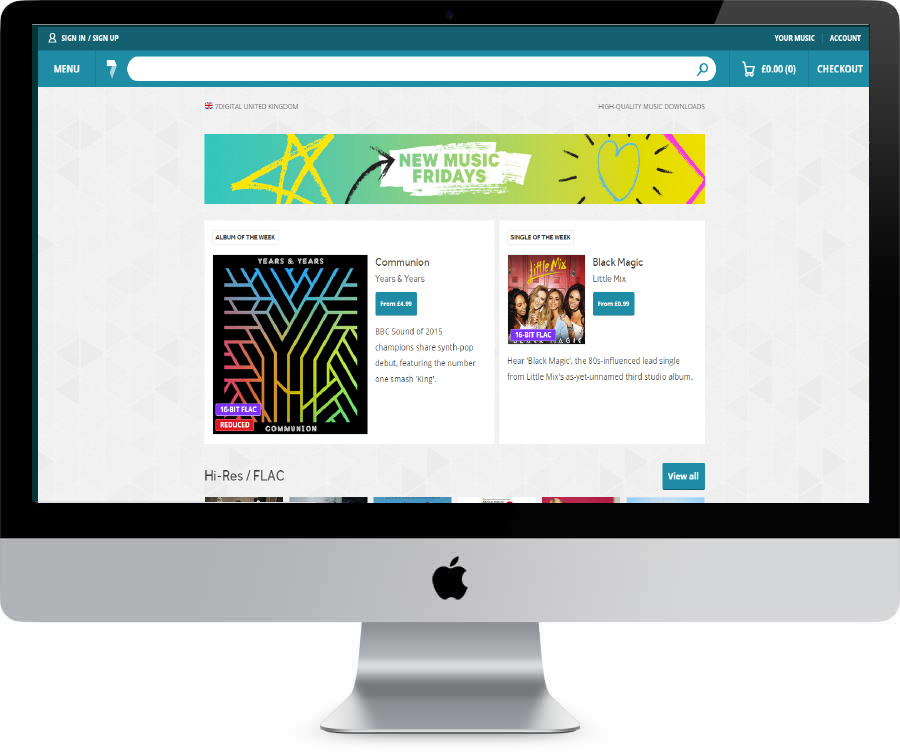 SIGN IN / SIGN UP
YOUR MUSIC
ACCOUNT
MENU
7
£0.00 (0)
CHECKOUT
7DIGITAL UNITED KINGDOM
HIGH-QUALITY MUSIC DOWNLOADS
NEW MUSIC
FRIDAYS
ALBUM OF THE WEEK
YEARS & YEARS
16-BIT FLAC
REDUCED
COMMUNION
Communion
Years & Years
From £4.99
BBC Sound of 2015
champions share synth-pop
debut, featuring the number
one smash 'King'.
SINGLE OF THE WEEK
Little Mix
16-BIT FLAC
BLACK MAGIC
Black Magic
Little Mix
From £0.99
Hear 'Black Magic', the 80s-influenced lead single
from Little Mix's as-yet-unnamed third studio album.
Hi-Res / FLAC
View all